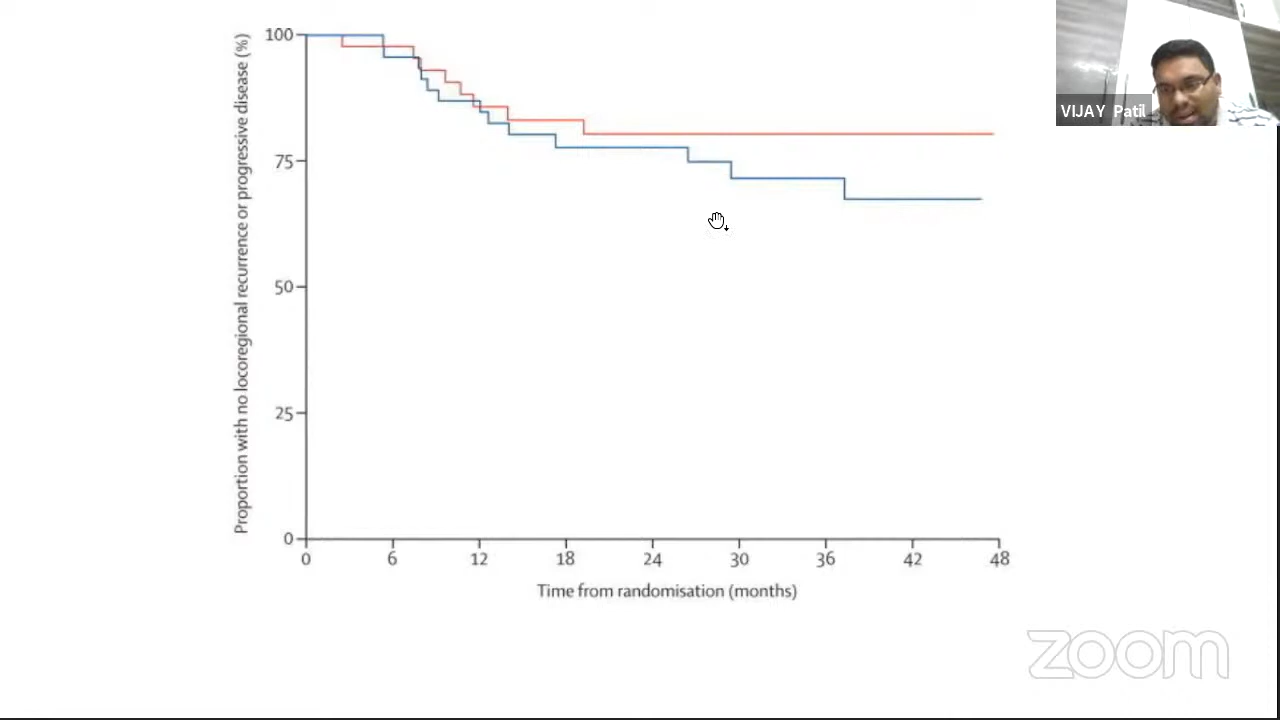 VIJAY Patil
Proportion with no locoregional recurrence or progressive disease (%)
100
75
50
25
0
0 6 12 18 24 30 36 42 48
Time from randomisation (months)
zoom